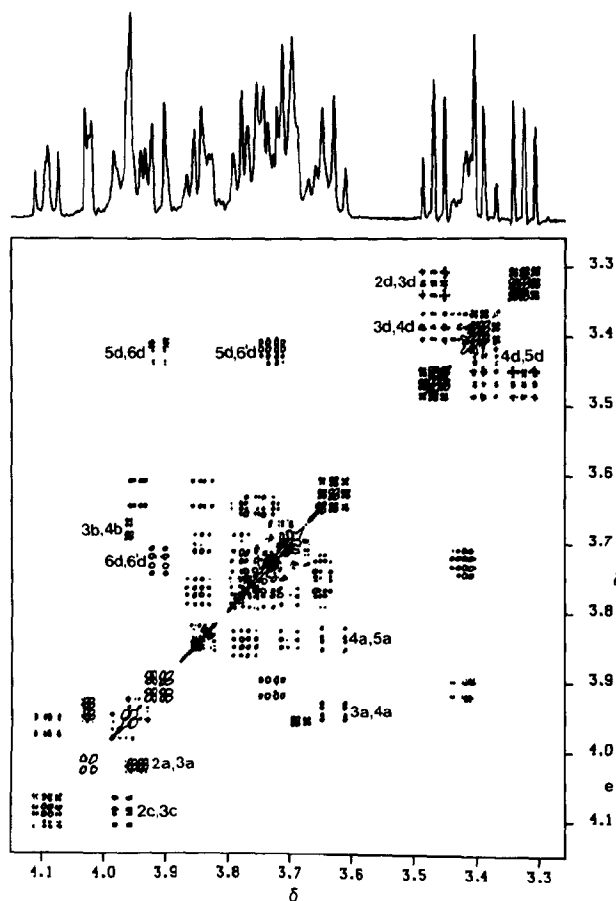 2d,3d
3d,4d
5d,6d
5d,6'd
4d,5d
3b,4b
6d,6'd
4a,5a
3a,4a
2a,3a
2c,3c
3.3
3.4
3.5
3.6
3.7
3.8
3.9
4.0
e
4.1
4.1 4.0 3.9 3.8 3.7 3.6 3.5 3.4 3.3
δ